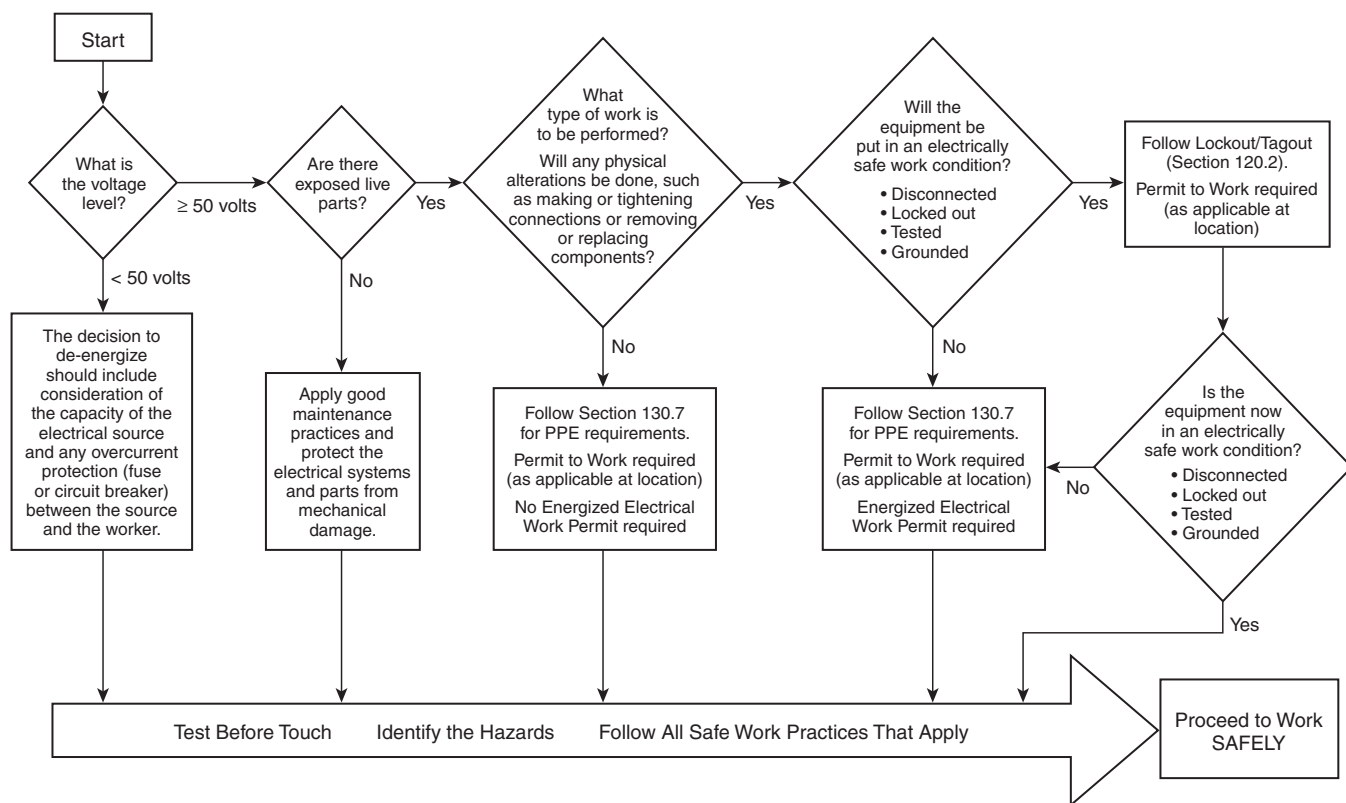 Start
What is
the voltage
level?
≥ 50 volts
< 50 volts
The decision to
de-energize
should include
consideration of
the capacity of the
electrical source
and any overcurrent
protection (fuse
or circuit breaker)
between the source
and the worker.
Are there
exposed live
parts?
Yes
No
Apply good
maintenance
practices and
protect the
electrical systems
and parts from
mechanical
damage.
What
type of work is
to be performed?
Will any physical
alterations be done, such
as making or tightening
connections or removing
or replacing
components?
Yes
No
Follow Section 130.7
for PPE requirements.
Permit to Work required
(as applicable at location)
No Energized Electrical
Work Permit required
Will the
equipment be
put in an electrically
safe work condition?
• Disconnected
• Locked out
• Tested
• Grounded
Yes
No
Follow Section 130.7
for PPE requirements.
Permit to Work required
(as applicable at location)
Energized Electrical
Work Permit required
Follow Lockout/Tagout
(Section 120.2).
Permit to Work required
(as applicable at
location)
Is the
equipment now
in an electrically
safe work condition?
• Disconnected
• Locked out
• Tested
• Grounded
No
Yes
Test Before Touch Identify the Hazards Follow All Safe Work Practices That Apply
Proceed to Work
SAFELY